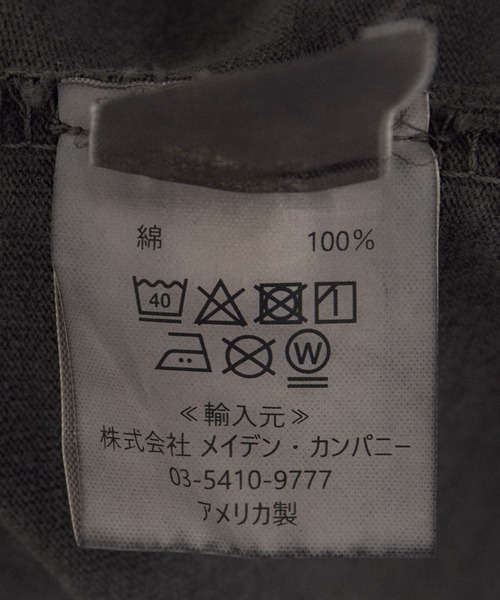 綿 100%
40
W
≪輸入元≫
株式会社 メイデン・カンパニー
03-5410-9777
アメリカ製